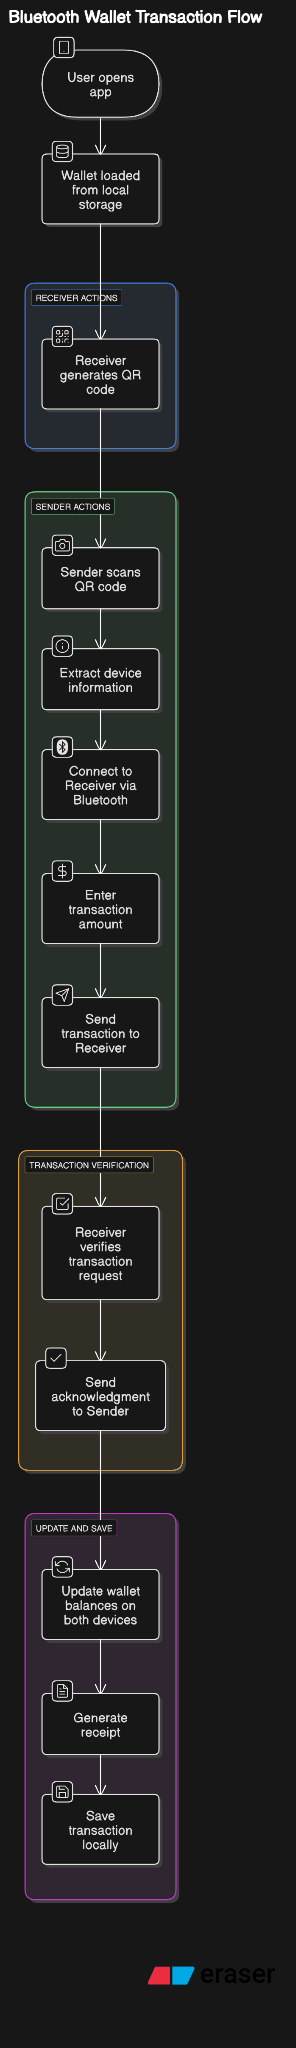 Bluetooth Wallet Transaction Flow
User opens
app
Wallet loaded
from local
storage
RECEIVER ACTIONS
Receiver
generates QR
code
SENDER ACTIONS
Sender scans
QR code
Extract device
information
Connect to
Receiver via
Bluetooth
Enter
transaction
amount
Send
transaction to
Receiver
TRANSACTION VERIFICATION
Receiver
verifies
transaction
request
Send
acknowledgment
to Sender
UPDATE AND SAVE
Update wallet
balances on
both devices
Generate
receipt
Save
transaction
locally
eraser